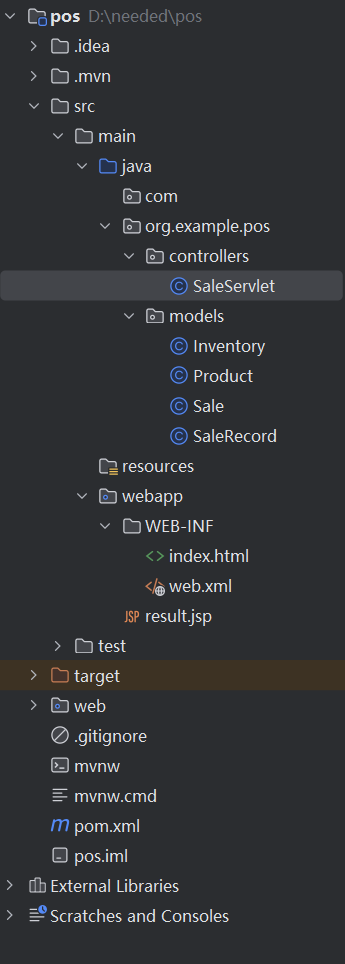 pos D:\needed\pos
.idea
.mvn
src
main
java
com
org.example.pos
controllers
SaleServlet
models
Inventory
Product
Sale
SaleRecord
resources
webapp
WEB-INF
index.html
web.xml
JSP result.jsp
test
target
web
.gitignore
mvnw
mvnw.cmd
m pom.xml
pos.iml
External Libraries
Scratches and Consoles